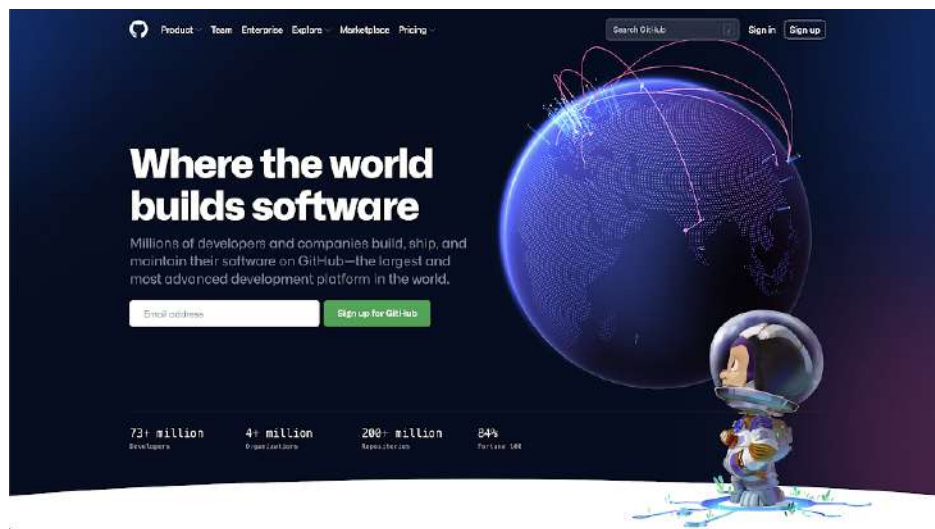 Product Team Enterprise Explore Marketplace Pricing
Search GitHub
/
Sign in Sign up
Where the world
builds software
Millions of developers and companies build, ship, and
maintain their software on GitHub—the largest and
most advanced development platform in the world.
Email address
Sign up for GitHub
73+ million 4+ million 200+ million 84%
Developers Organizations Repositories Fortune 100